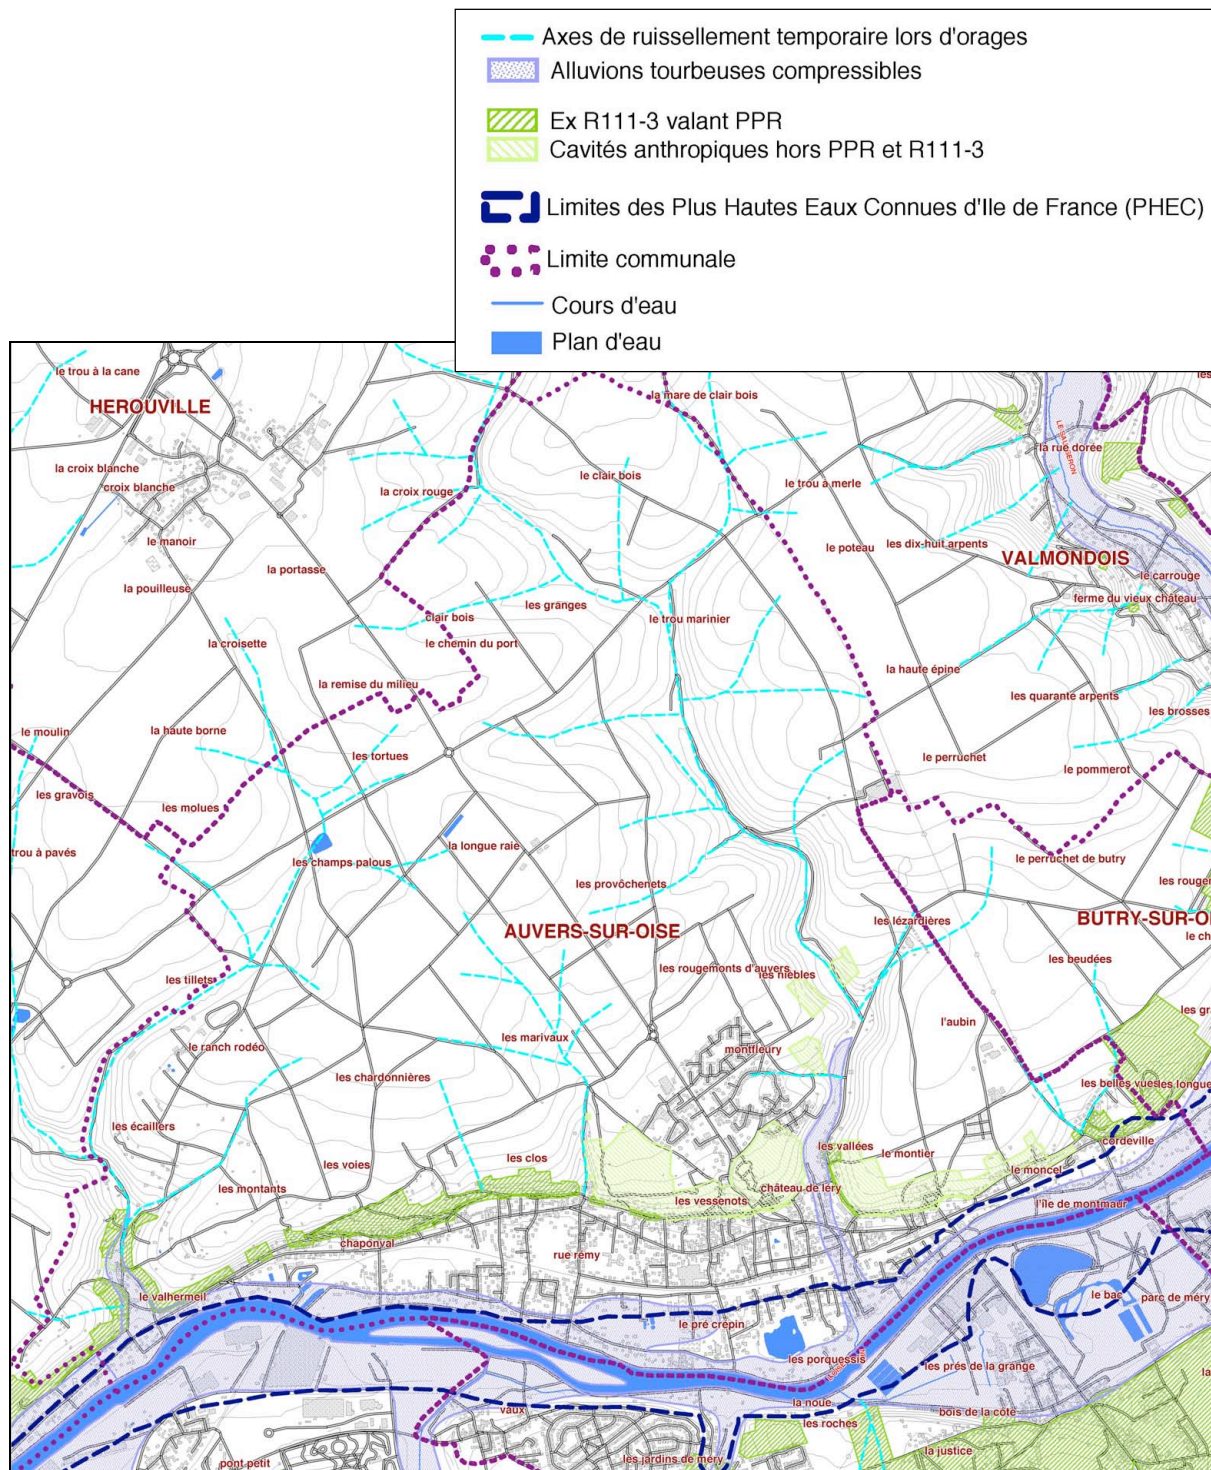 Axes de ruissellement temporaire lors d'orages
Alluvions tourbeuses compressibles
Ex R111-3 valant PPR
Cavités anthropiques hors PPR et R111-3
Limites des Plus Hautes Eaux Connues d'Ile de France (PHEC)
Limite communale
Cours d'eau
Plan d'eau
le trou à la cane
HEROUVILLE
la mare de clair bois
la rue dorée
la croix blanche
croix blanche
la croix rouge
le clair bois
le trou à merle
le manoir
le poteau
les dix-huit arpents
VALMONDOIS
la portasse
la pouilleuse
le carrouge
ferme du vieux château
clair bois
les granges
le trou marinier
la croisette
le chemin du port
la haute épine
la remise du milieu
les quarante arpents
les brosses
le moulin
la haute borne
les tortues
le perruchet
le pommerot
les gravois
les molues
trou à pavés
les champs palous
la longue raie
le perruchet de butry
les provôchenets
les lézardières
AUVERS-SUR-OISE
BUTRY-SUR-OI
le ch
les tillets
les rougemonts d'auvers
les niebles
les beudées
les gra
l'aubin
le ranch rodéo
les marivaux
montfleury
les chardonnières
les belles vues
les longue
les écaillers
les voies
les clos
les vallées
le montier
cordeville
le moncel
les montants
les vessenots
château de léry
l'île de montmaur
chaponval
rue rémy
le valhermeil
le pré crépin
le bac
parc de méry
les porquessis
les prés de la grange
vaux
la noue
les roches
bois de la côte
pont petit
les jardins de méry
la justice